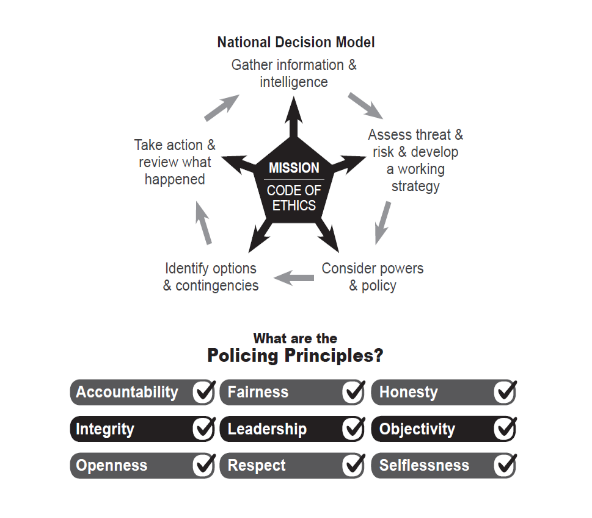 National Decision Model
Gather information &
intelligence
Assess threat &
risk & develop
a working
strategy
Consider powers
& policy
Identify options
& contingencies
Take action &
review what
happened
MISSION
CODE OF
ETHICS
What are the
Policing Principles?
Accountability
Fairness
Honesty
Integrity
Leadership
Objectivity
Openness
Respect
Selflessness